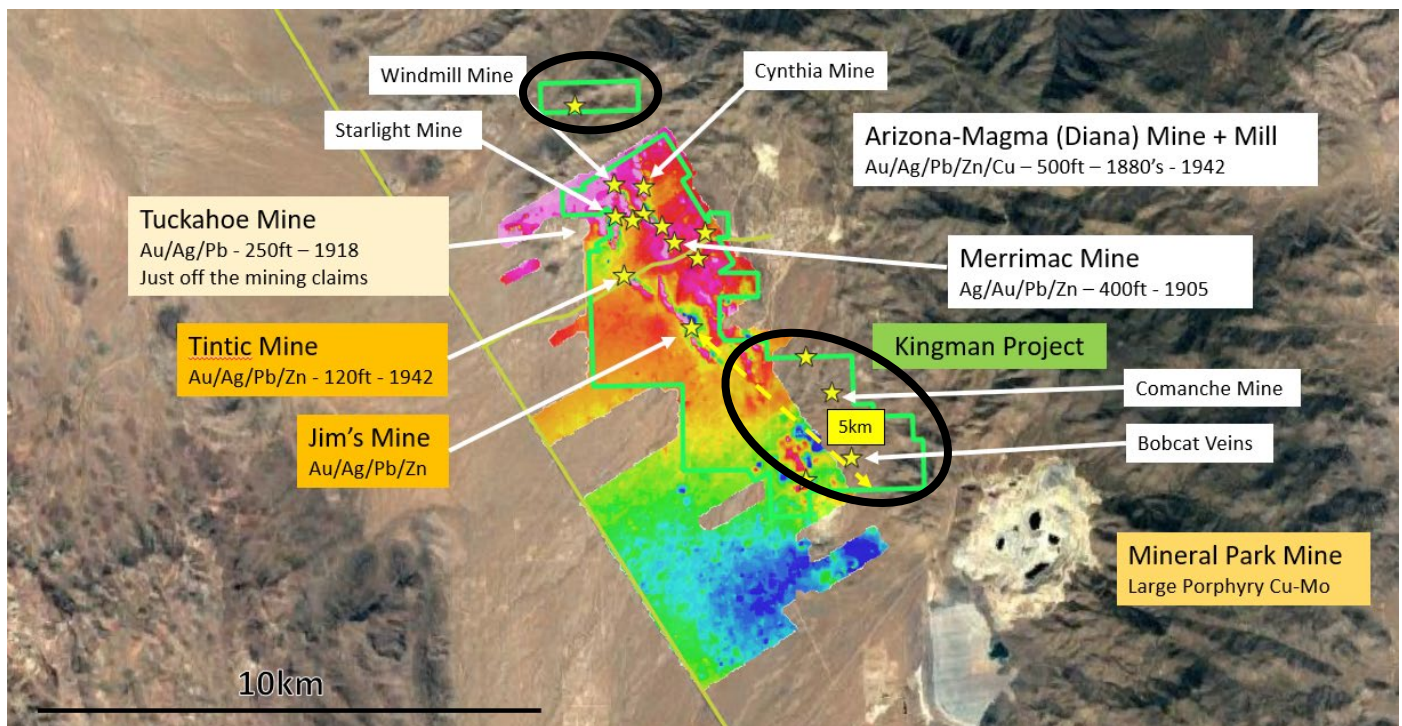 Windmill Mine
Cynthia Mine
Starlight Mine
Arizona-Magma (Diana) Mine + Mill
Au/Ag/Pb/Zn/Cu – 500ft – 1880's - 1942
Tuckahoe Mine
Au/Ag/Pb - 250ft – 1918
Just off the mining claims
Merrimac Mine
Ag/Au/Pb/Zn – 400ft - 1905
Tintic Mine
Au/Ag/Pb/Zn - 120ft - 1942
Kingman Project
Comanche Mine
Jim's Mine
Au/Ag/Pb/Zn
5km
Bobcat Veins
Mineral Park Mine
Large Porphyry Cu-Mo
10km